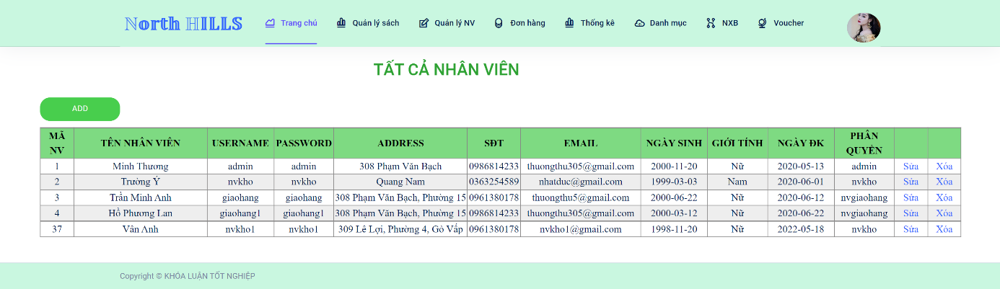 North HILLS Trang chủ Quản lý sách Quản lý NV Đơn hàng Thống kê Danh mục NXB Voucher
TẤT CẢ NHÂN VIÊN
ADD
MÃ NV TÊN NHÂN VIÊN USERNAME PASSWORD ADDRESS SĐT EMAIL NGÀY SINH GIỚI TÍNH NGÀY ĐK PHÂN QUYỀN
1 Minh Thương admin admin 308 Phạm Văn Bạch 0986814233 thuongthu305@gmail.com 2000-11-20 Nữ 2020-05-13 admin Sửa Xóa
2 Trường Ý nvkho nvkho Quang Nam 0363254589 nhatduc@gmail.com 1999-03-03 Nam 2020-06-01 nvkho Sửa Xóa
3 Trần Minh Anh giaohang giaohang 308 Phạm Văn Bạch, Phường 15 0961380178 thuongthu5@gmail.com 2000-06-22 Nữ 2020-06-12 nvgiaohang Sửa Xóa
4 Hồ Phương Lan giaohang1 giaohang1 308 Phạm Văn Bạch, Phường 15 0986814233 thuongthu305@gmail.com 2000-03-12 Nữ 2020-06-22 nvgiaohang Sửa Xóa
37 Vân Anh nvkho1 nvkho1 309 Lê Lợi, Phường 4, Gò Vấp 0961380178 nvkho1@gmail.com 1998-11-20 Nữ 2022-05-18 nvkho Sửa Xóa
Copyright © KHÓA LUẬN TỐT NGHIỆP